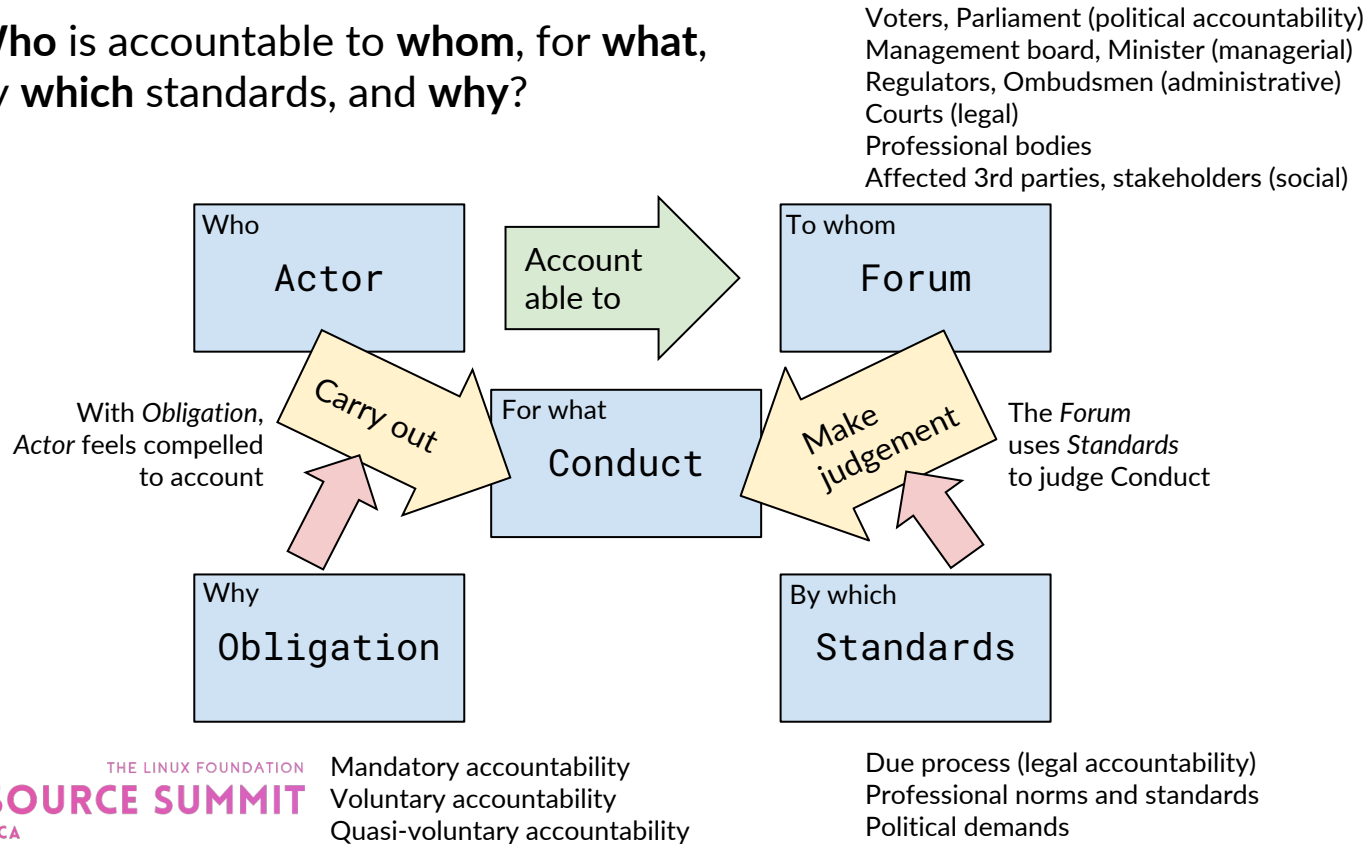 ho is accountable to whom, for what,
y which standards, and why?
Voters, Parliament (political accountability)
Management board, Minister (managerial)
Regulators, Ombudsmen (administrative)
Courts (legal)
Professional bodies
Affected 3rd parties, stakeholders (social)
Who
Actor
Account
able to
To whom
Forum
With Obligation,
Actor feels compelled
to account
Carry out
For what
Conduct
Make
judgement
The Forum
uses Standards
to judge Conduct
Why
Obligation
By which
Standards
THE LINUX FOUNDATION
SOURCE SUMMIT
CA
Mandatory accountability
Voluntary accountability
Quasi-voluntary accountability
Due process (legal accountability)
Professional norms and standards
Political demands